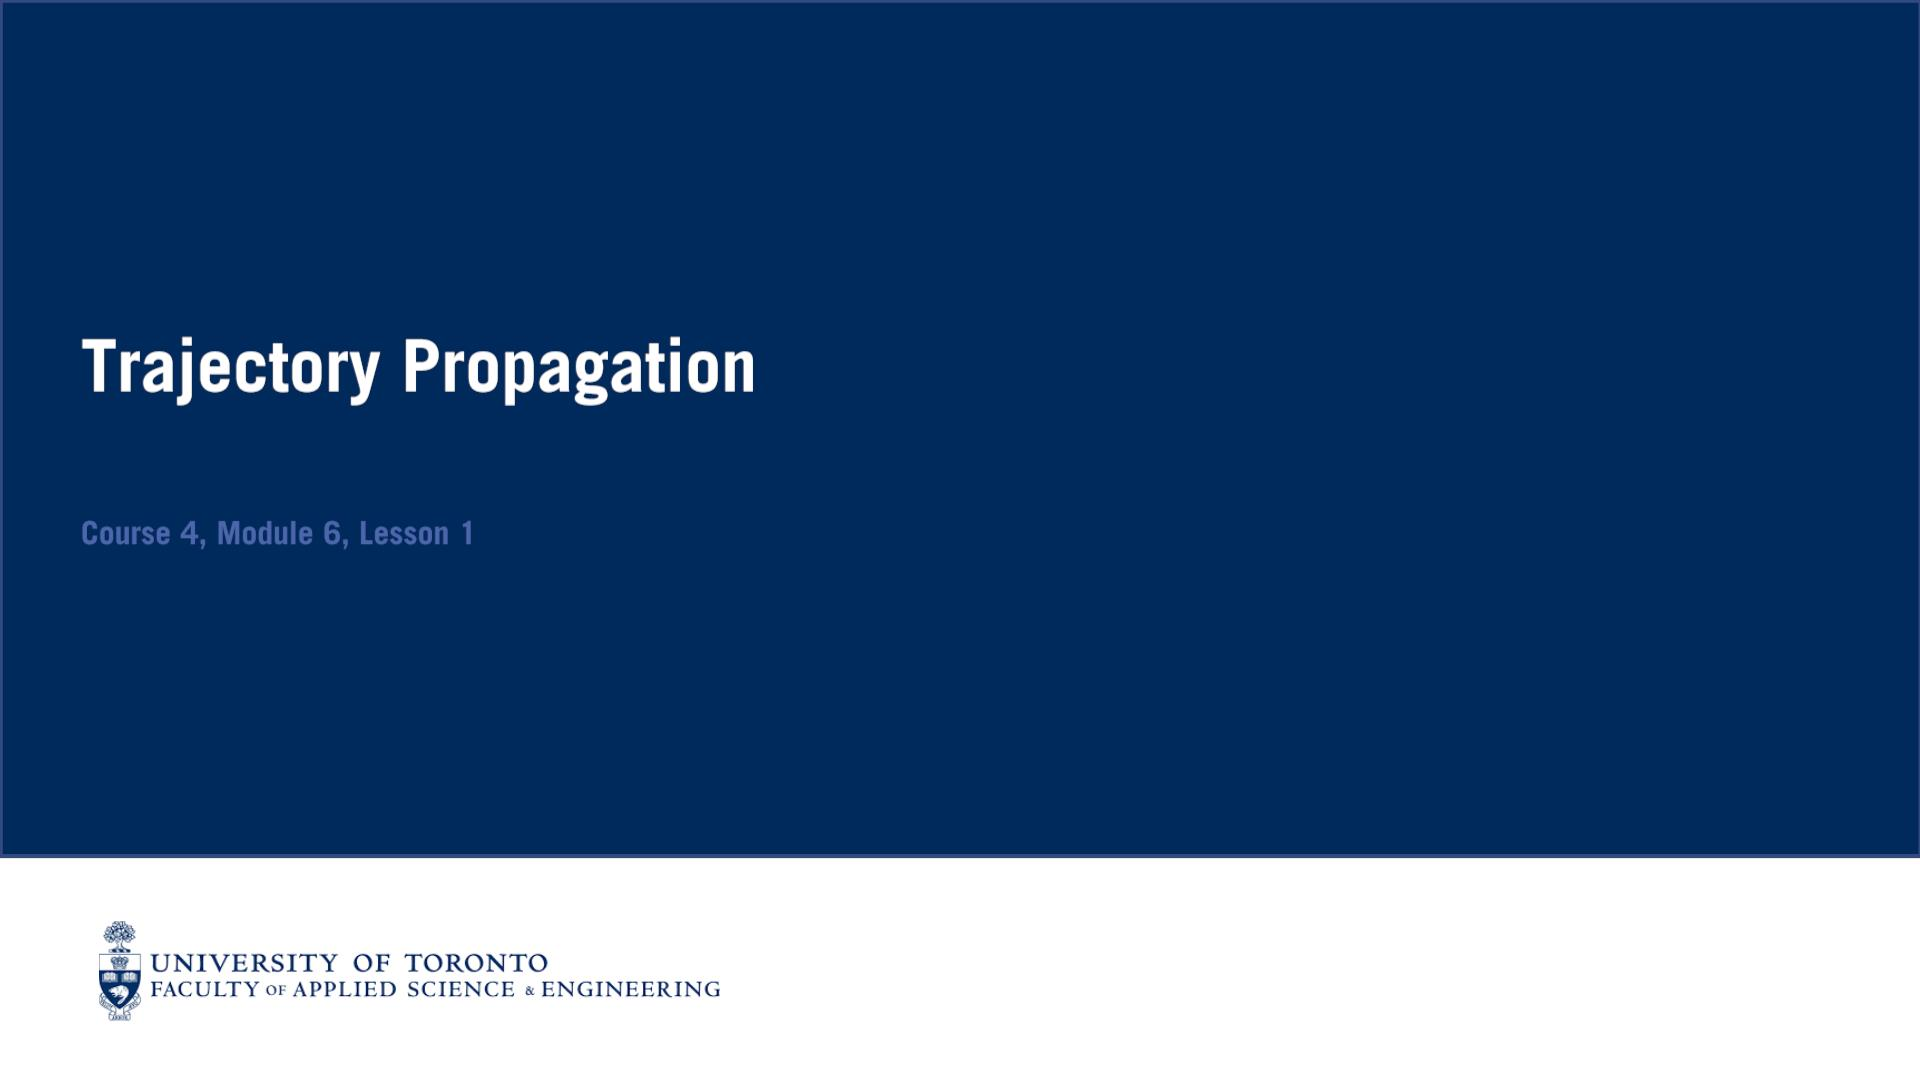 Trajectory Propagation
Course 4, Module 6, Lesson 1
UNIVERSITY OF TORONTO
FACULTY OF APPLIED SCIENCE & ENGINEERING